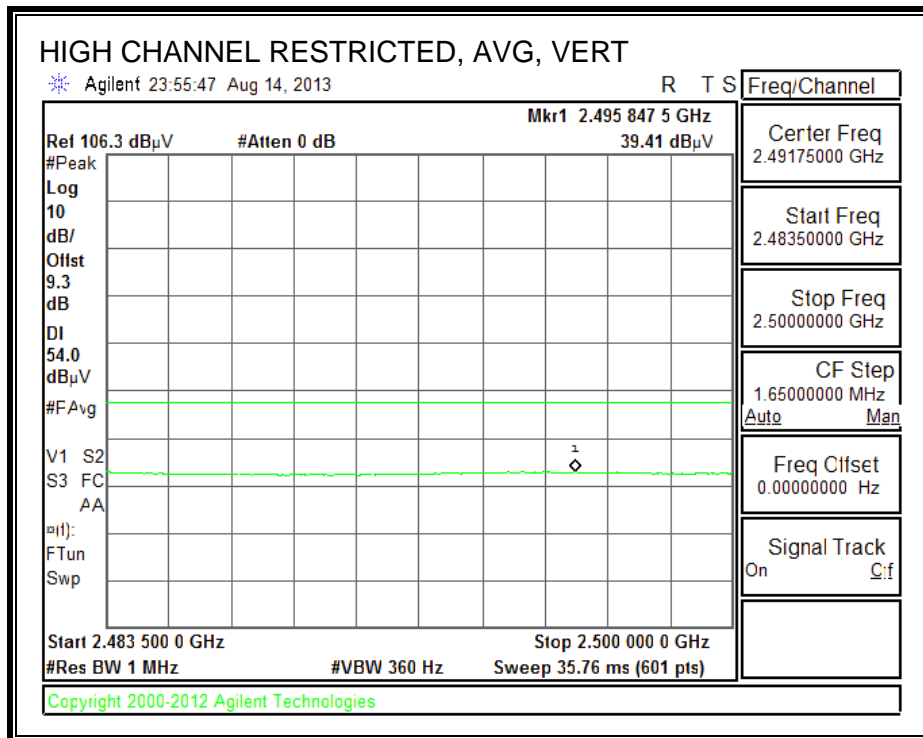 HIGH CHANNEL RESTRICTED, AVG, VERT
Agilent 23:55:47 Aug 14, 2013
R T S
Freq/Channel
Mkr1 2.495 847 5 GHz
Ref 106.3 dBµV #Atten 0 dB 39.41 dBµV
#Peak
Log
10
dB/
Offst
9.3
dB
DI
54.0
dBµV
#PAvg
1
V1 S2
S3 FC
AA
¤(f):
FTun
Swp
Start 2.483 500 0 GHz Stop 2.500 000 0 GHz
#Res BW 1 MHz #VBW 360 Hz Sweep 35.76 ms (601 pts)
Center Freq
2.49175000 GHz
Start Freq
2.48350000 GHz
Stop Freq
2.50000000 GHz
CF Step
1.65000000 MHz
Auto Man
Freq Offset
0.00000000 Hz
Signal Track
On Off
Copyright 2000-2012 Agilent Technologies